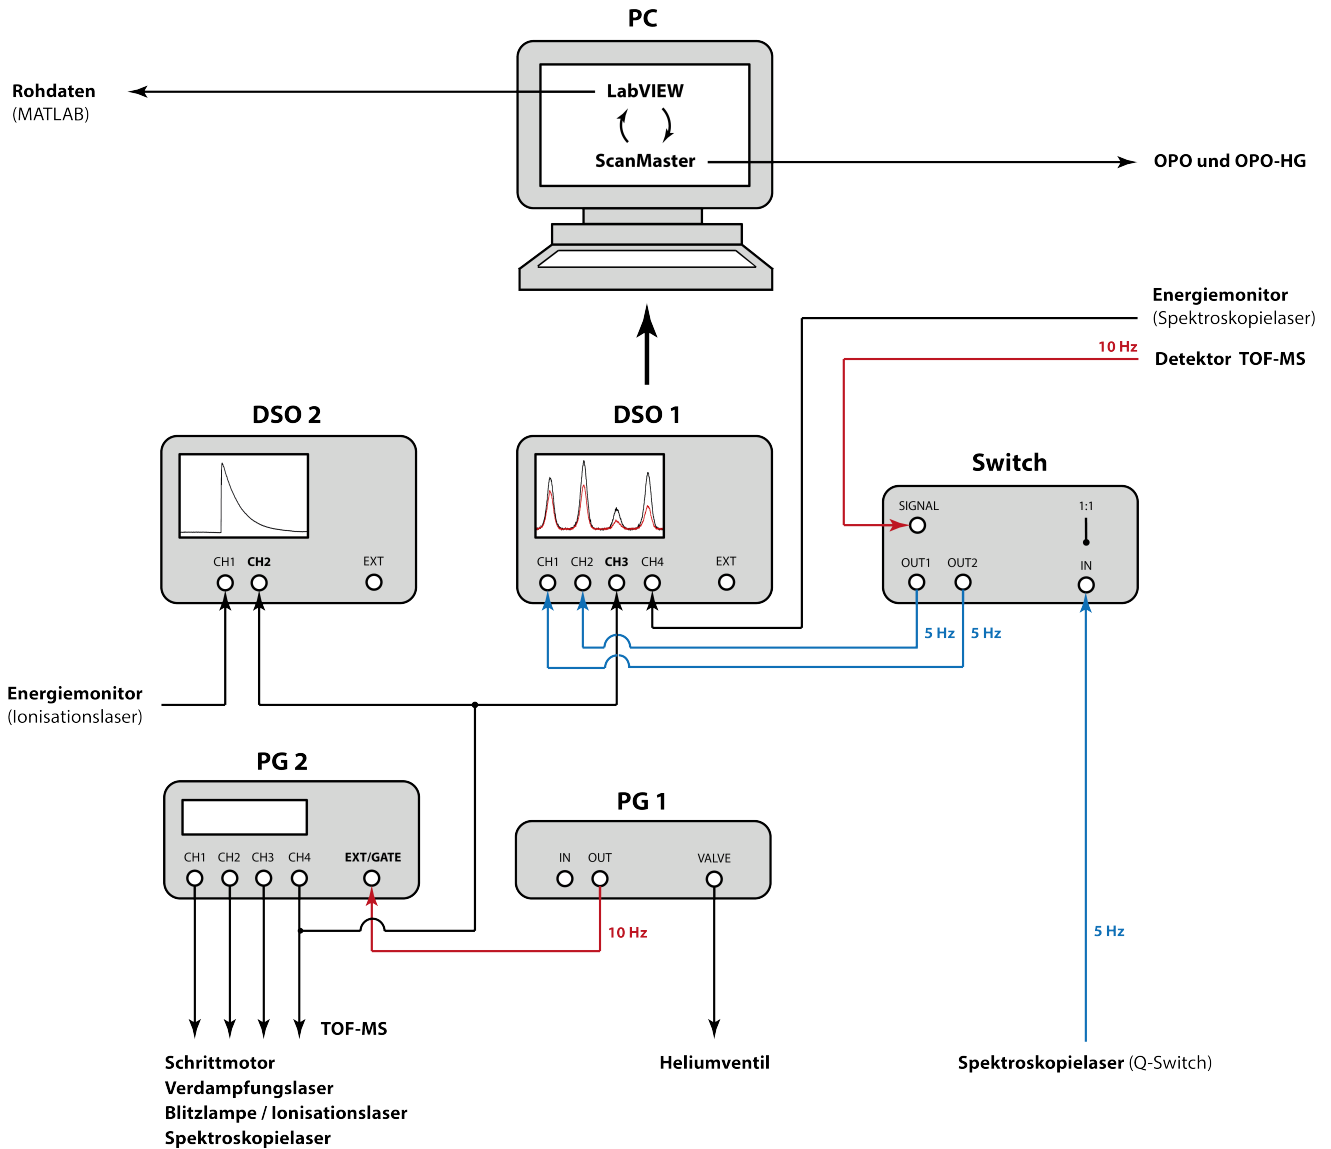 PC
Rohdaten
(MATLAB)
LabVIEW
ScanMaster
OPO und OPO-HG
Energiemonitor
(Spektroskopielaser)
10 Hz
Detektor TOF-MS
DSO 2
DSO 1
Switch
SIGNAL
1:1
CH1 CH2 EXT
CH1 CH2 CH3 CH4 EXT
OUT1 OUT2 IN
5 Hz 5 Hz
Energiemonitor
(Ionisationslaser)
PG 2
PG 1
CH1 CH2 CH3 CH4 EXT/GATE
IN OUT VALVE
10 Hz
5 Hz
TOF-MS
Schrittmotor
Verdampfungslaser
Blitzlampe / Ionisationslaser
Spektroskopielaser
Heliumventil
Spektroskopielaser (Q-Switch)